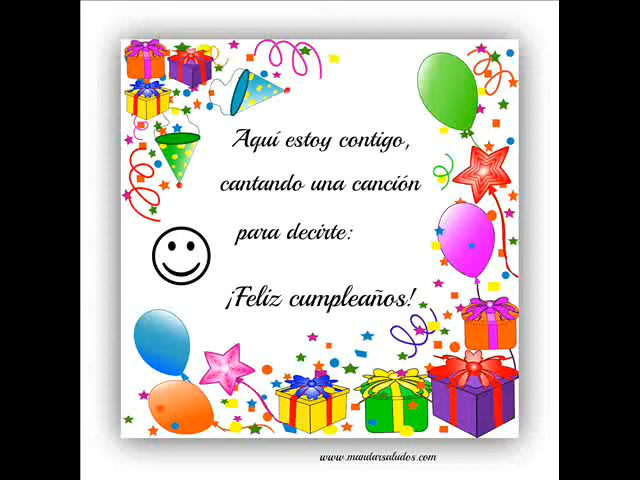 Aquí estoy contigo,
cantando una canción
para decirte:
¡Feliz cumpleaños!
www.mandarsaludos.com